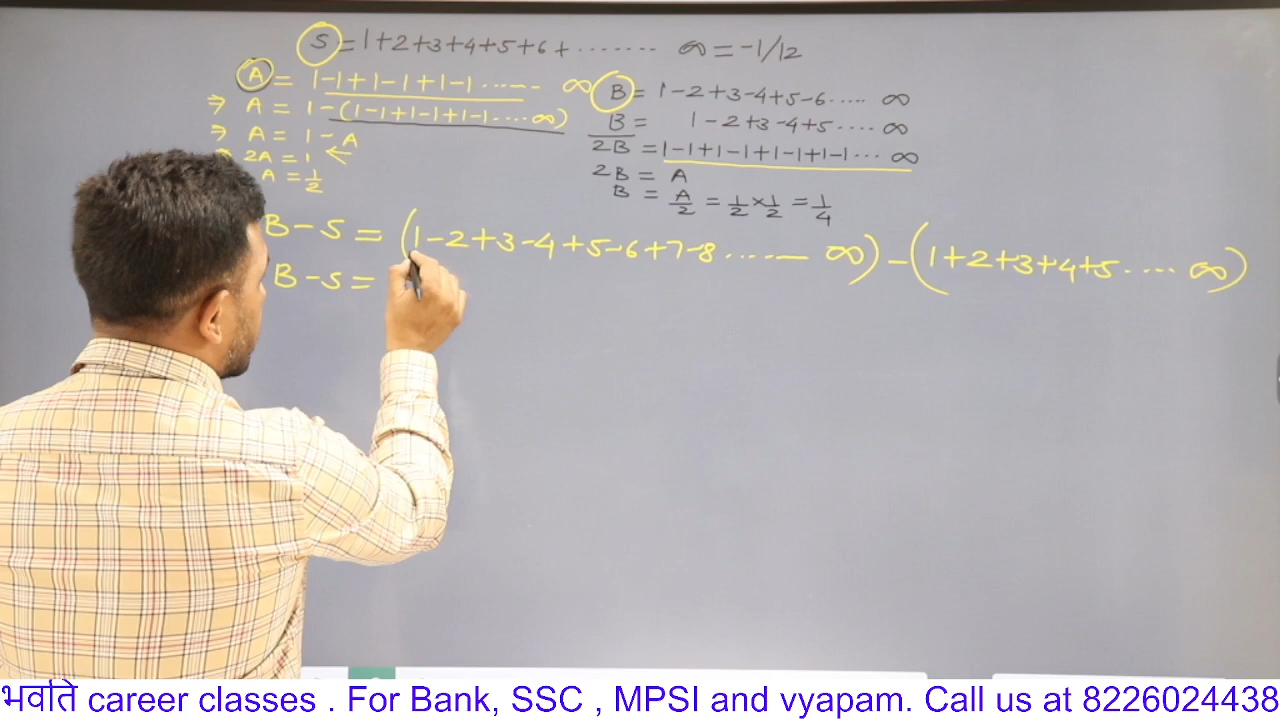 S = 1+2+3+4+5+6+ ........ ∞ = -1/12
A = 1-1+1-1+1-1 ...... ∞
⇒ A = 1-(1-1+1-1+1-1....∞)
⇒ A = 1-A
2A = 1 ←
A = 1/2
B = 1-2+3-4+5-6..... ∞
B = 1-2+3-4+5.... ∞
2B = 1-1+1-1+1-1+1-1... ∞
2B = A
B = A/2 = 1/2 × 1/2 = 1/4
B-S = (1-2+3-4+5-6+7-8 ....... ∞) - (1+2+3+4+5.... ∞)
B-S =
भवति career classes . For Bank, SSC , MPSI and vyapam. Call us at 8226024438